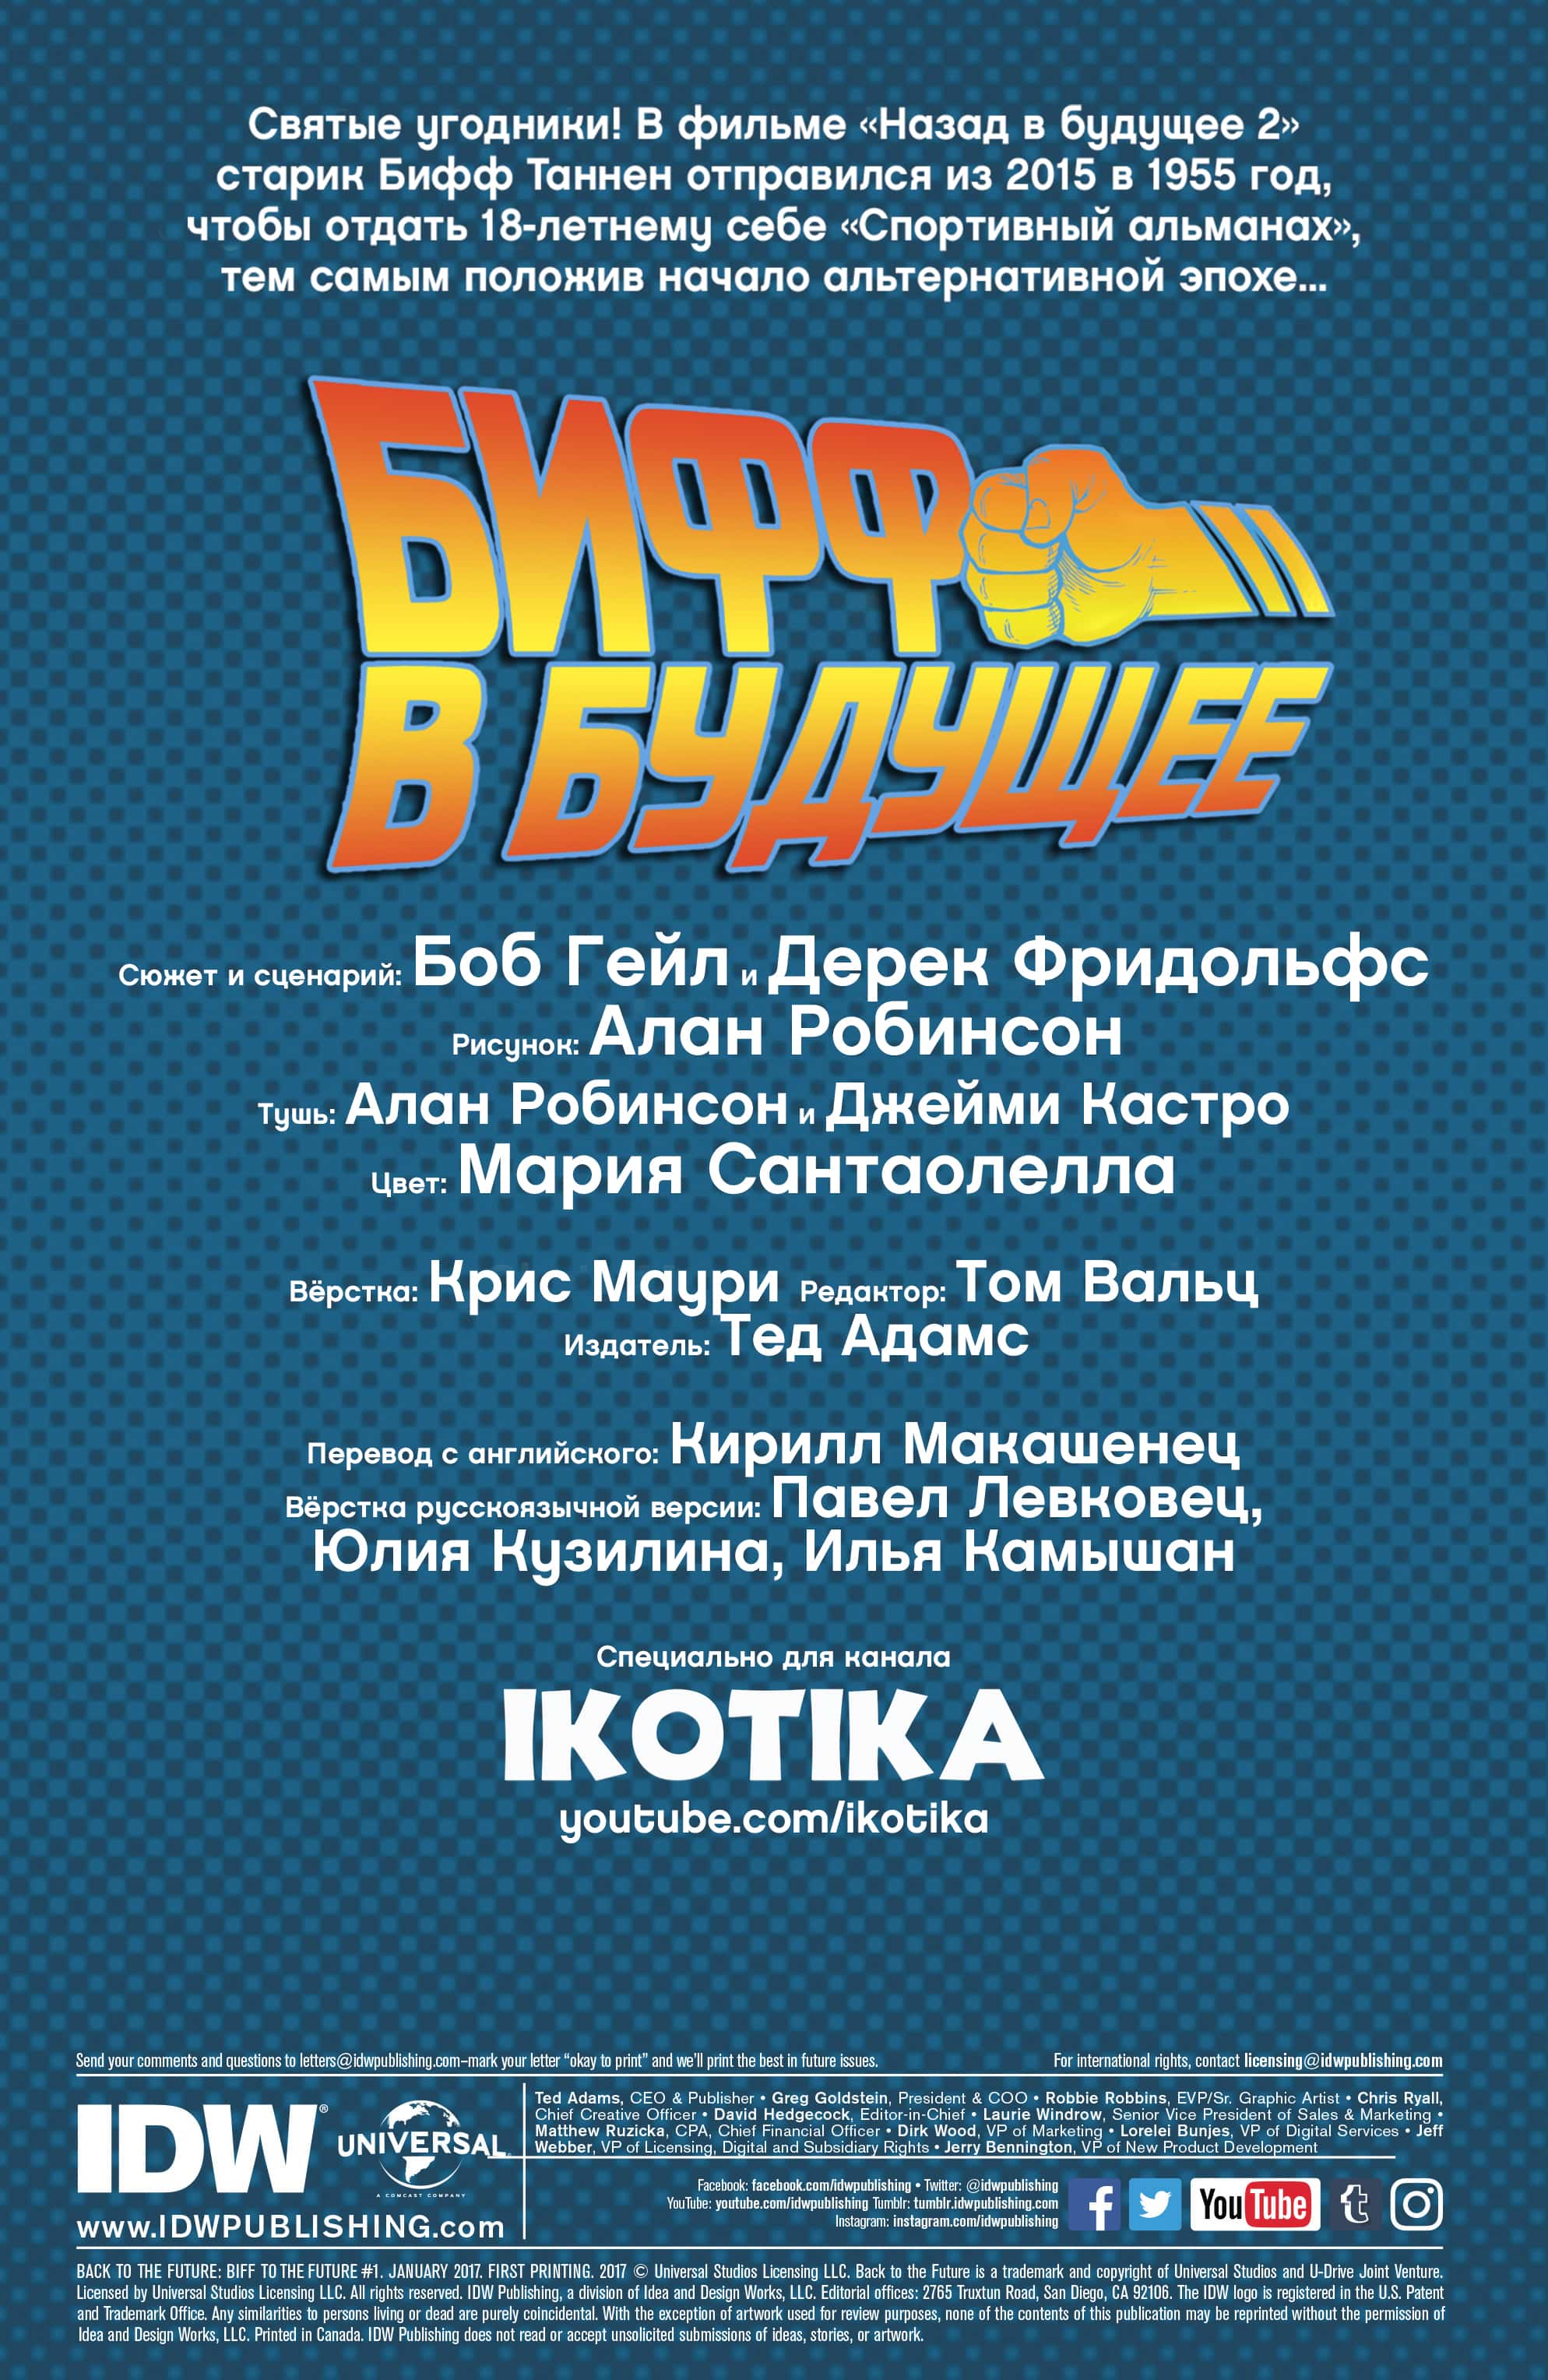 Святые угодники! В фильме «Назад в будущее 2»
старик Бифф Таннен отправился из 2015 в 1955 год,
чтобы отдать 18-летнему себе «Спортивный альманах»,
тем самым положив начало альтернативной эпохе...
БИФФ
В БУДУЩЕЕ
Сюжет и сценарий: Боб Гейл и Дерек Фридольфс
Рисунок: Алан Робинсон
Тушь: Алан Робинсон и Джейми Кастро
Цвет: Мария Сантаолелла
Вёрстка: Крис Маури Редактор: Том Вальц
Издатель: Тед Адамс
Перевод с английского: Кирилл Макашенец
Вёрстка русскоязычной версии: Павел Левковец,
Юлия Кузилина, Илья Камышан
Специально для канала
IKOTIKA
youtube.com/ikotika
Send your comments and questions to letters@idwpublishing.com–mark your letter “okay to print” and we’ll print the best in future issues.
For international rights, contact licensing@idwpublishing.com
IDW®
UNIVERSAL
A COMCAST COMPANY
www.IDWPUBLISHING.com
Ted Adams, CEO & Publisher • Greg Goldstein, President & COO • Robbie Robbins, EVP/Sr. Graphic Artist • Chris Ryall,
Chief Creative Officer • David Hedgecock, Editor-in-Chief • Laurie Windrow, Senior Vice President of Sales & Marketing •
Matthew Ruzicka, CPA, Chief Financial Officer • Dirk Wood, VP of Marketing • Lorelei Bunjes, VP of Digital Services • Jeff
Webber, VP of Licensing, Digital and Subsidiary Rights • Jerry Bennington, VP of New Product Development
Facebook: facebook.com/idwpublishing • Twitter: @idwpublishing
YouTube: youtube.com/idwpublishing Tumblr: tumblr.idwpublishing.com
Instagram: instagram.com/idwpublishing
f
You Tube
t
BACK TO THE FUTURE: BIFF TO THE FUTURE #1. JANUARY 2017. FIRST PRINTING. 2017 © Universal Studios Licensing LLC. Back to the Future is a trademark and copyright of Universal Studios and U-Drive Joint Venture.
Licensed by Universal Studios Licensing LLC. All rights reserved. IDW Publishing, a division of Idea and Design Works, LLC. Editorial offices: 2765 Truxtun Road, San Diego, CA 92106. The IDW logo is registered in the U.S. Patent
and Trademark Office. Any similarities to persons living or dead are purely coincidental. With the exception of artwork used for review purposes, none of the contents of this publication may be reprinted without the permission of
Idea and Design Works, LLC. Printed in Canada. IDW Publishing does not read or accept unsolicited submissions of ideas, stories, or artwork.